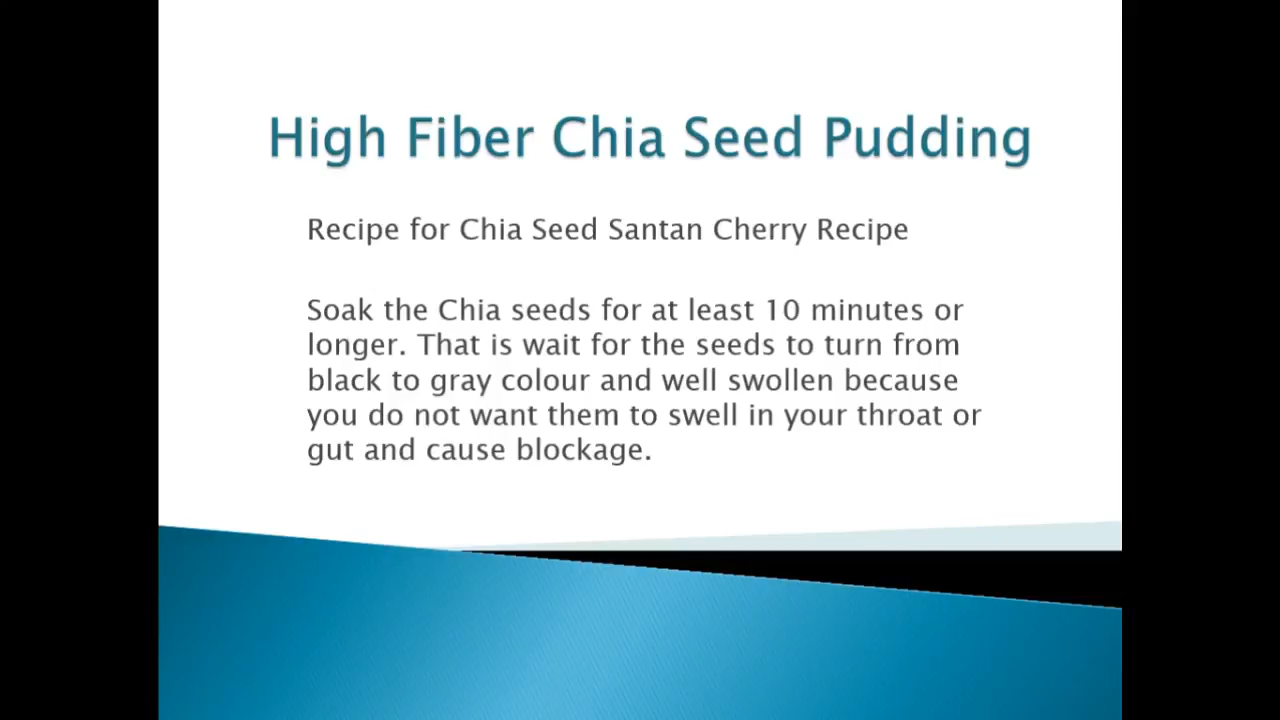 High Fiber Chia Seed Pudding
Recipe for Chia Seed Santan Cherry Recipe
Soak the Chia seeds for at least 10 minutes or
longer. That is wait for the seeds to turn from
black to gray colour and well swollen because
you do not want them to swell in your throat or
gut and cause blockage.